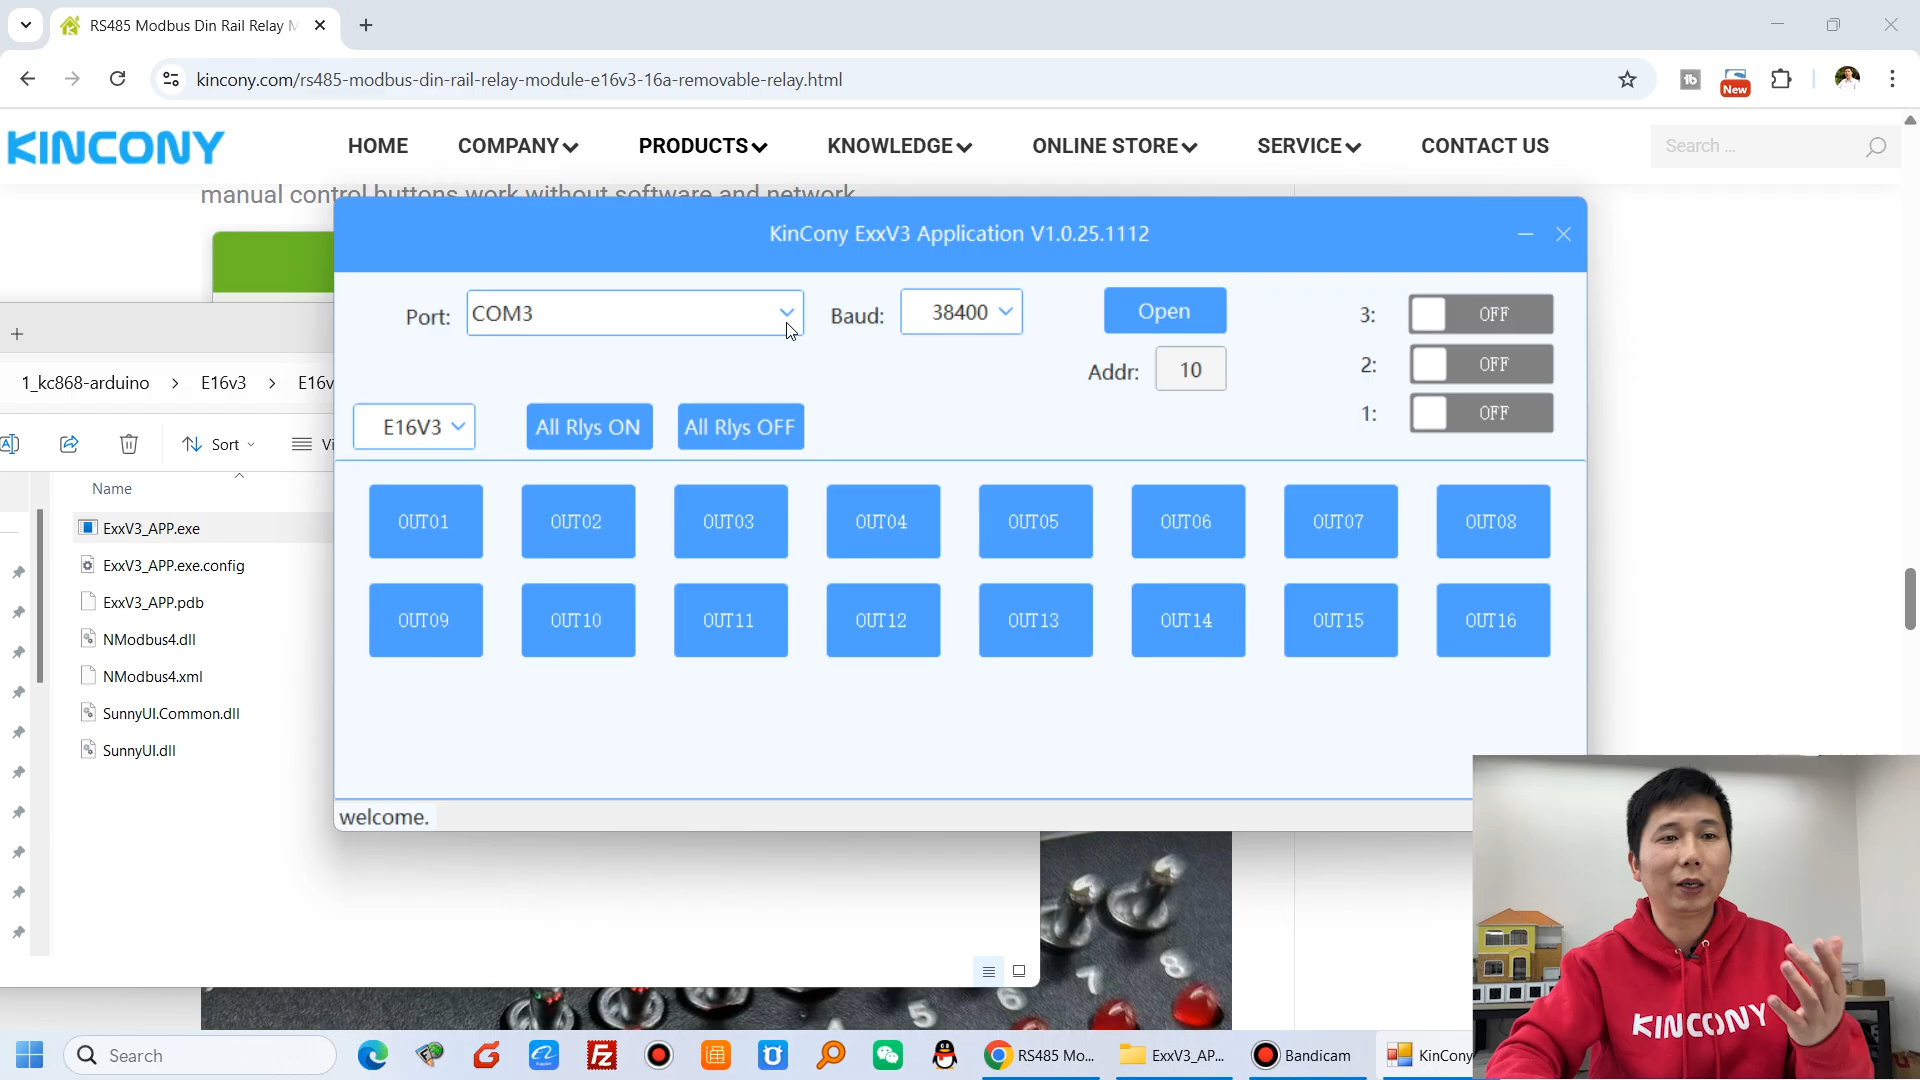 RS485 Modbus Din Rail Relay M
kincony.com/rs485-modbus-din-rail-relay-module-e16v3-16a-removable-relay.html
New
KINCONY
HOME
COMPANY
PRODUCTS
KNOWLEDGE
ONLINE STORE
SERVICE
CONTACT US
Search ...
manual control buttons work without software and network
KinCony ExxV3 Application V1.0.25.1112
Port: COM3
Baud: 38400
Open
3: OFF
Addr: 10
2: OFF
1: OFF
E16V3
All Rlys ON
All Rlys OFF
OUT01 OUT02 OUT03 OUT04 OUT05 OUT06 OUT07 OUT08
OUT09 OUT10 OUT11 OUT12 OUT13 OUT14 OUT15 OUT16
welcome.
1_kc868-arduino > E16v3 > E16v
Sort
Vi
Name
ExxV3_APP.exe
ExxV3_APP.exe.config
ExxV3_APP.pdb
NModbus4.dll
NModbus4.xml
SunnyUI.Common.dll
SunnyUI.dll
5 6 7 8
KINCONY
Search
RS485 Mo...
ExxV3_AP...
Bandicam
KinCony